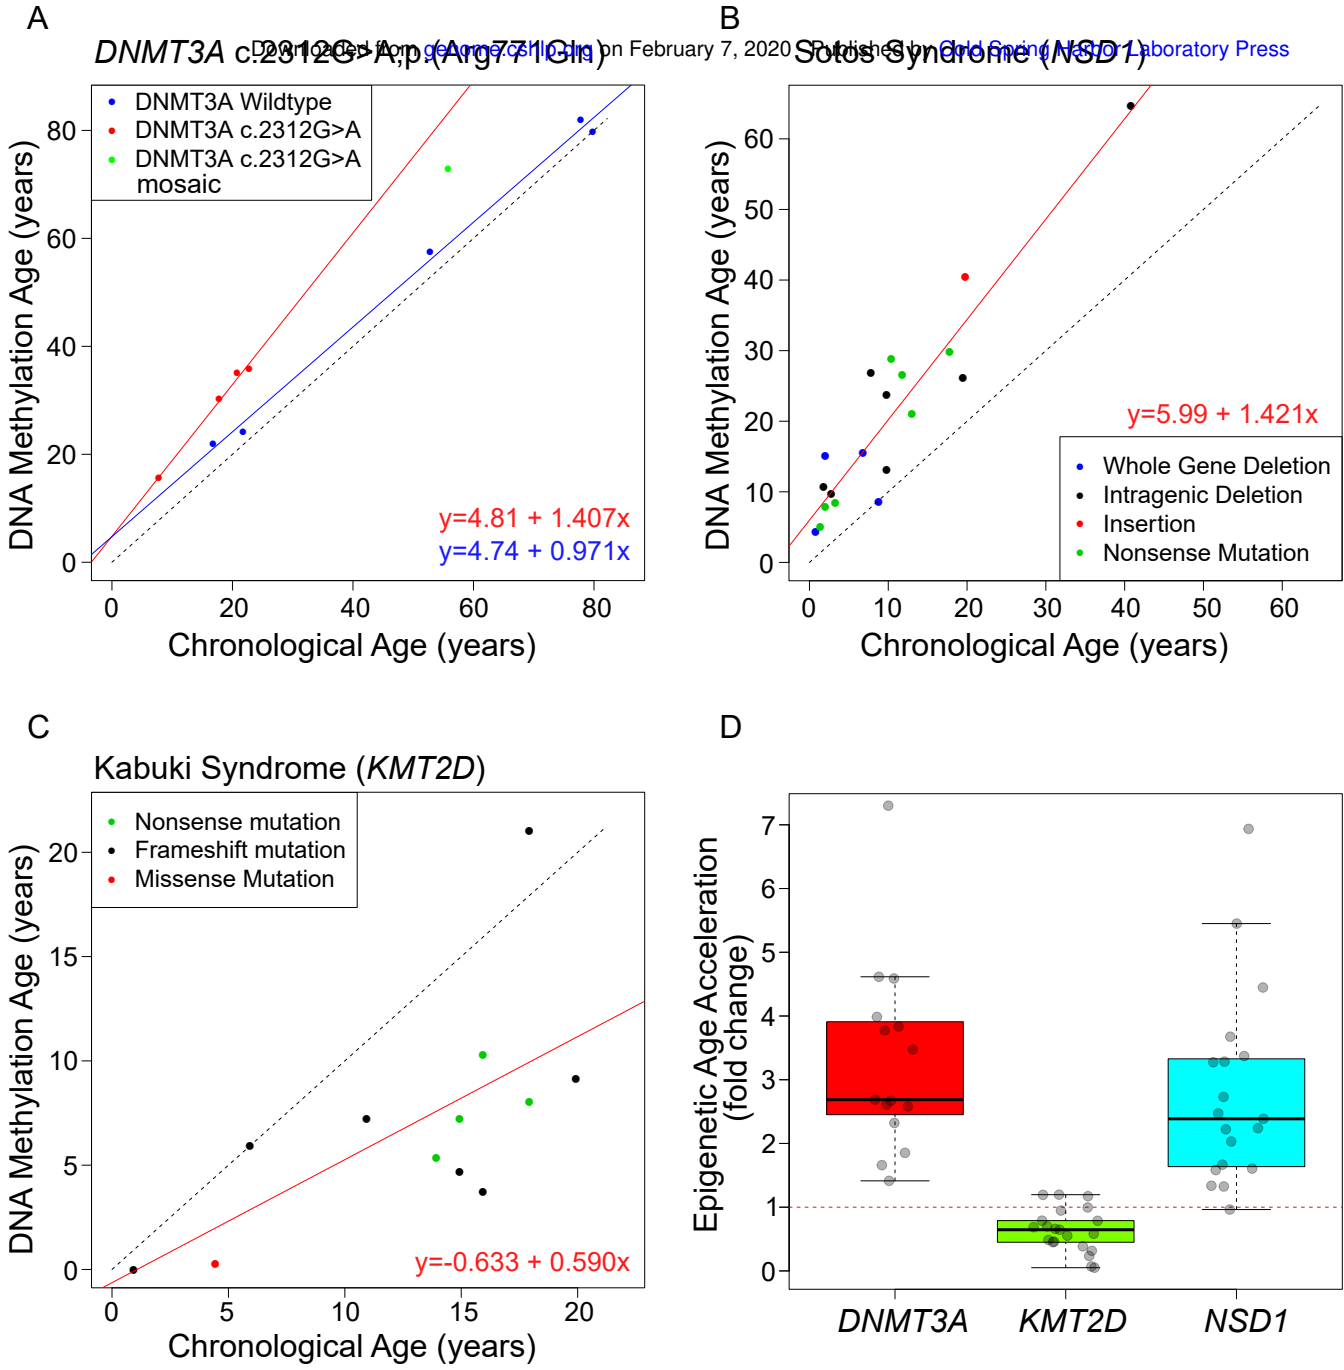 A
B
DNMT3A c.2312G>A,p.(Arg771Gln)
Downloaded from genome.cshlp.org on February 7, 2020 - Published by Cold Spring Harbor Laboratory Press
Sotos Syndrome (NSD1)
DNMT3A Wildtype
DNMT3A c.2312G>A
DNMT3A c.2312G>A
mosaic
DNA Methylation Age (years)
80
60
40
20
0
y=4.81 + 1.407x
y=4.74 + 0.971x
0 20 40 60 80
Chronological Age (years)
DNA Methylation Age (years)
60
50
40
30
20
10
0
y=5.99 + 1.421x
Whole Gene Deletion
Intragenic Deletion
Insertion
Nonsense Mutation
0 10 20 30 40 50 60
Chronological Age (years)
C
D
Kabuki Syndrome (KMT2D)
Nonsense mutation
Frameshift mutation
Missense Mutation
DNA Methylation Age (years)
20
15
10
5
0
y=-0.633 + 0.590x
0 5 10 15 20
Chronological Age (years)
Epigenetic Age Acceleration
(fold change)
7
6
5
4
3
2
1
0
DNMT3A KMT2D NSD1